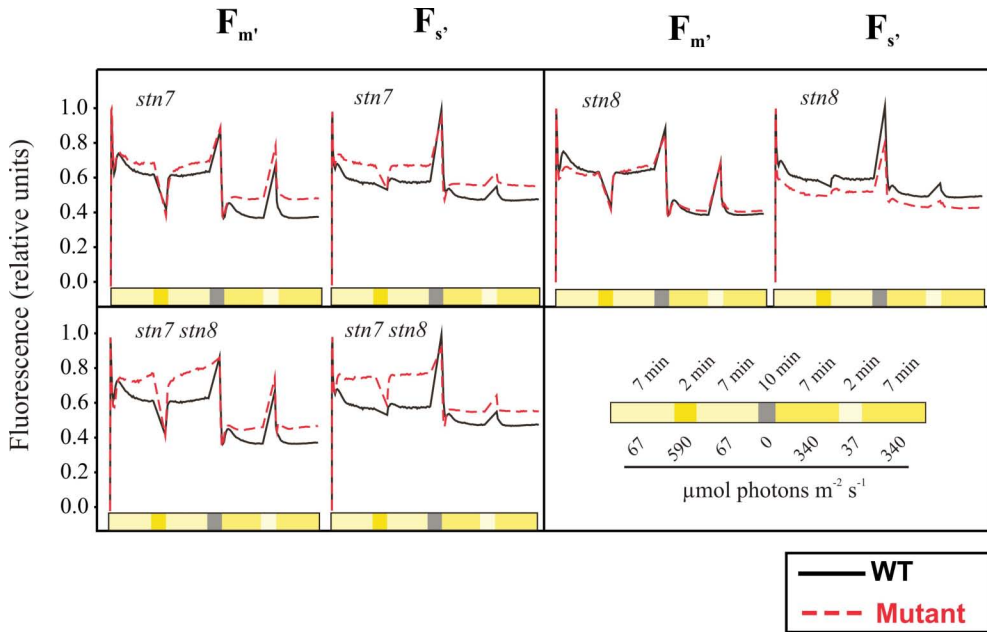 Fm' Fs' Fm' Fs'
stn7 stn7 stn8 stn8
1.0
0.8
0.6
0.4
0.2
0.0
stn7 stn8 stn7 stn8
1.0
0.8
0.6
0.4
0.2
0.0
Fluorescence (relative units)
7 min 2 min 7 min 10 min 7 min 2 min 7 min
67 590 67 0 340 37 340
µmol photons m⁻² s⁻¹
WT
Mutant